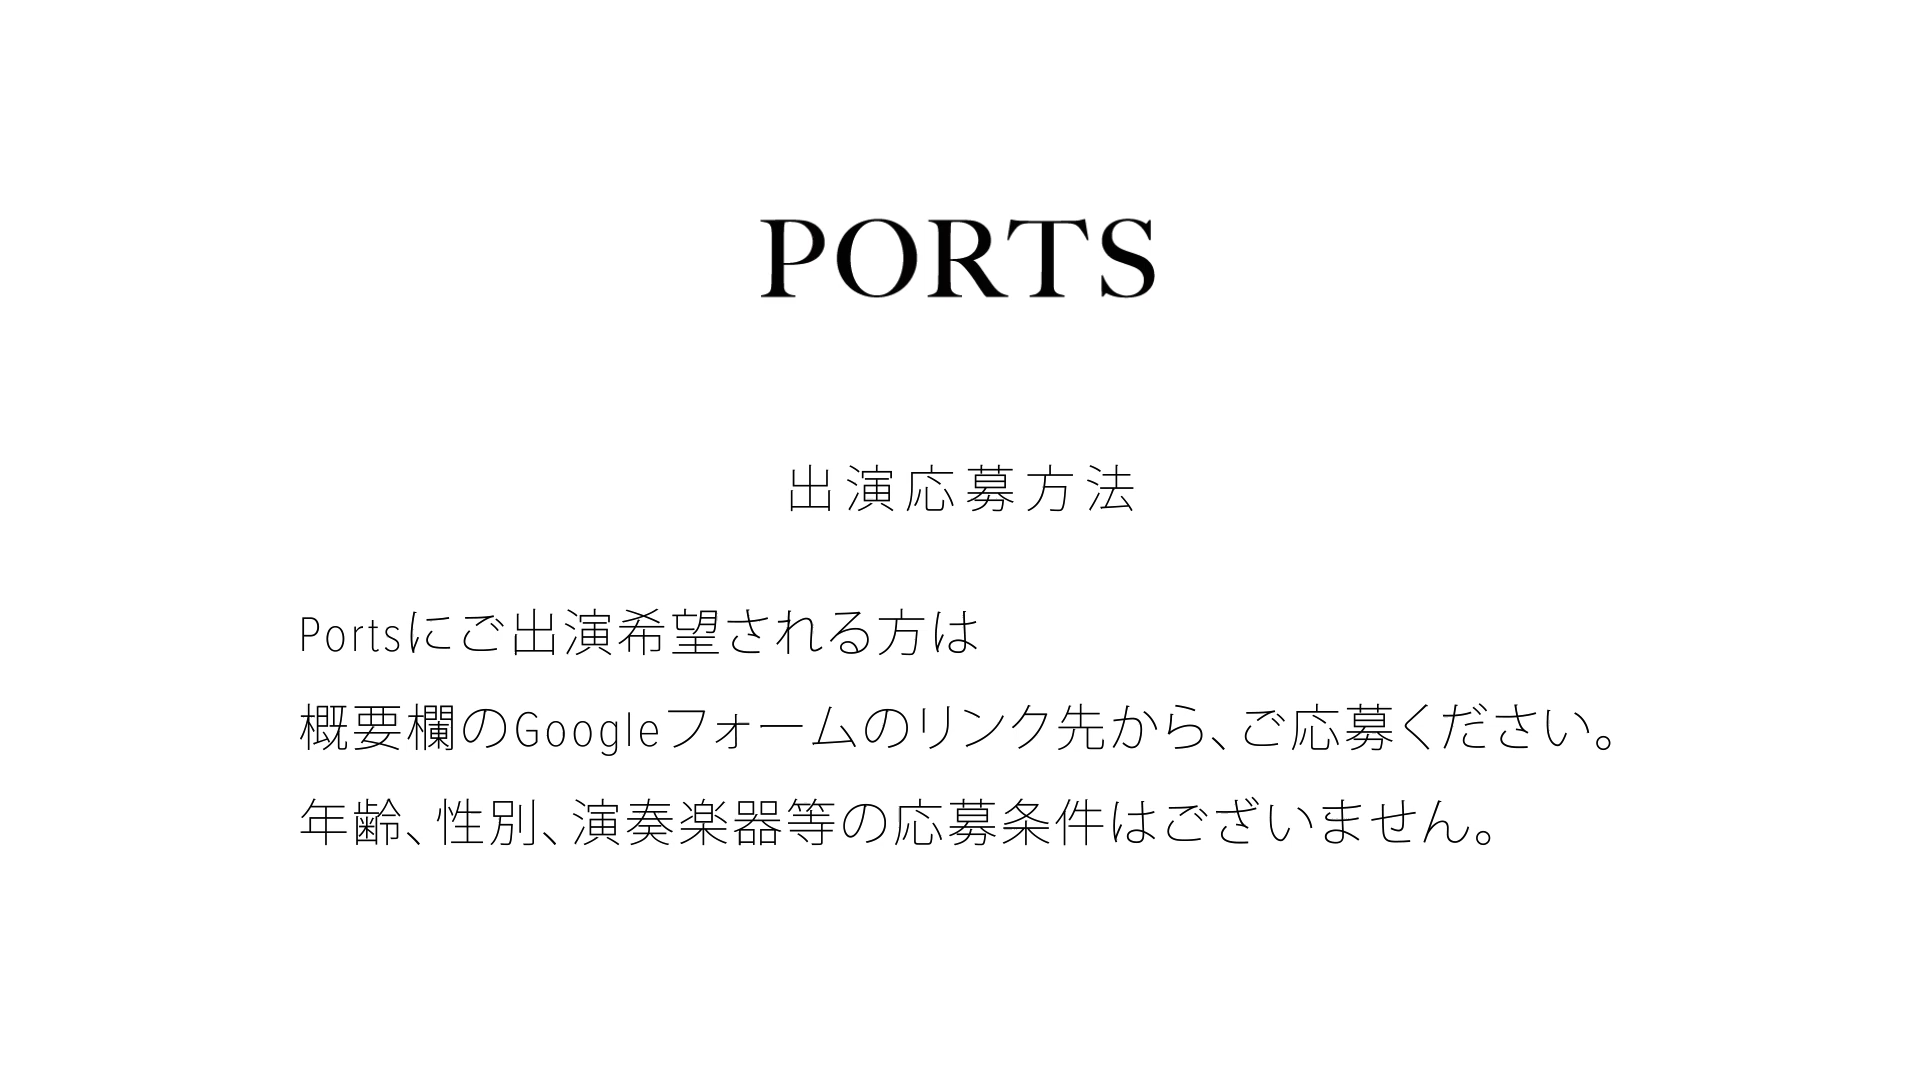 PORTS
出演応募方法
Portsにご出演希望される方は
概要欄のGoogleフォームのリンク先から、ご応募ください。
年齢、性別、演奏楽器等の応募条件はございません。